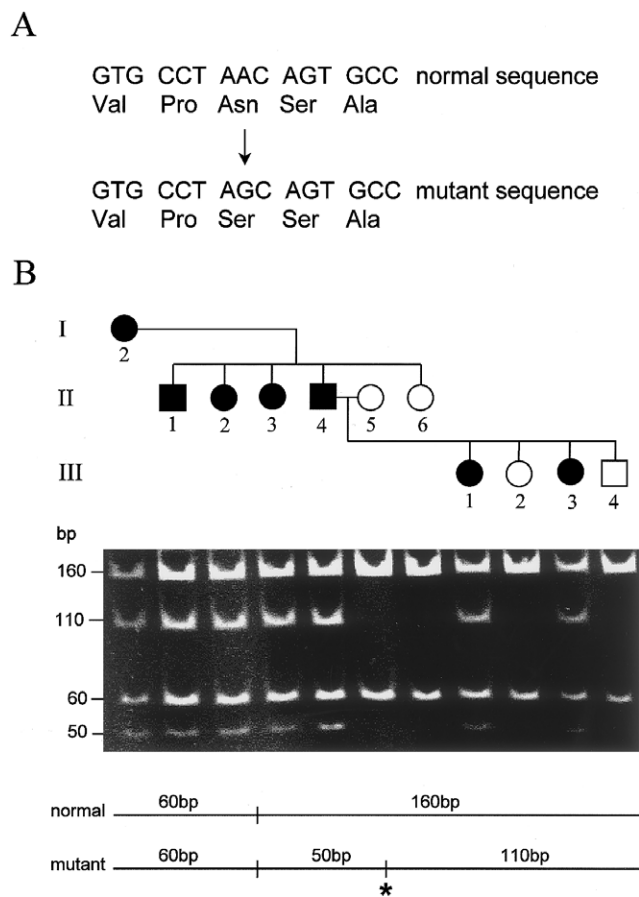 A
GTG CCT AAC AGT GCC normal sequence
Val Pro Asn Ser Ala
GTG CCT AGC AGT GCC mutant sequence
Val Pro Ser Ser Ala
B
I
2
II
1 2 3 4 5 6
III
1 2 3 4
bp
160
110
60
50
normal 60bp 160bp
mutant 60bp 50bp 110bp
*